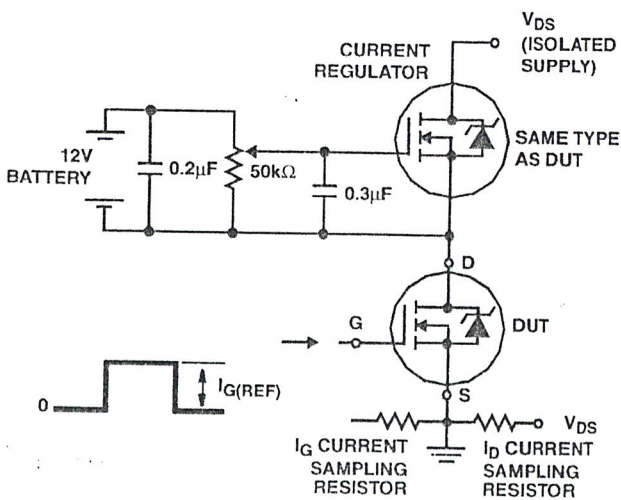 V_DS
(ISOLATED
SUPPLY)
CURRENT
REGULATOR
SAME TYPE
AS DUT
12V
BATTERY
0.2μF
50kΩ
0.3μF
D
G
DUT
I_G(REF)
0
S
V_DS
I_G CURRENT
SAMPLING
RESISTOR
I_D CURRENT
SAMPLING
RESISTOR